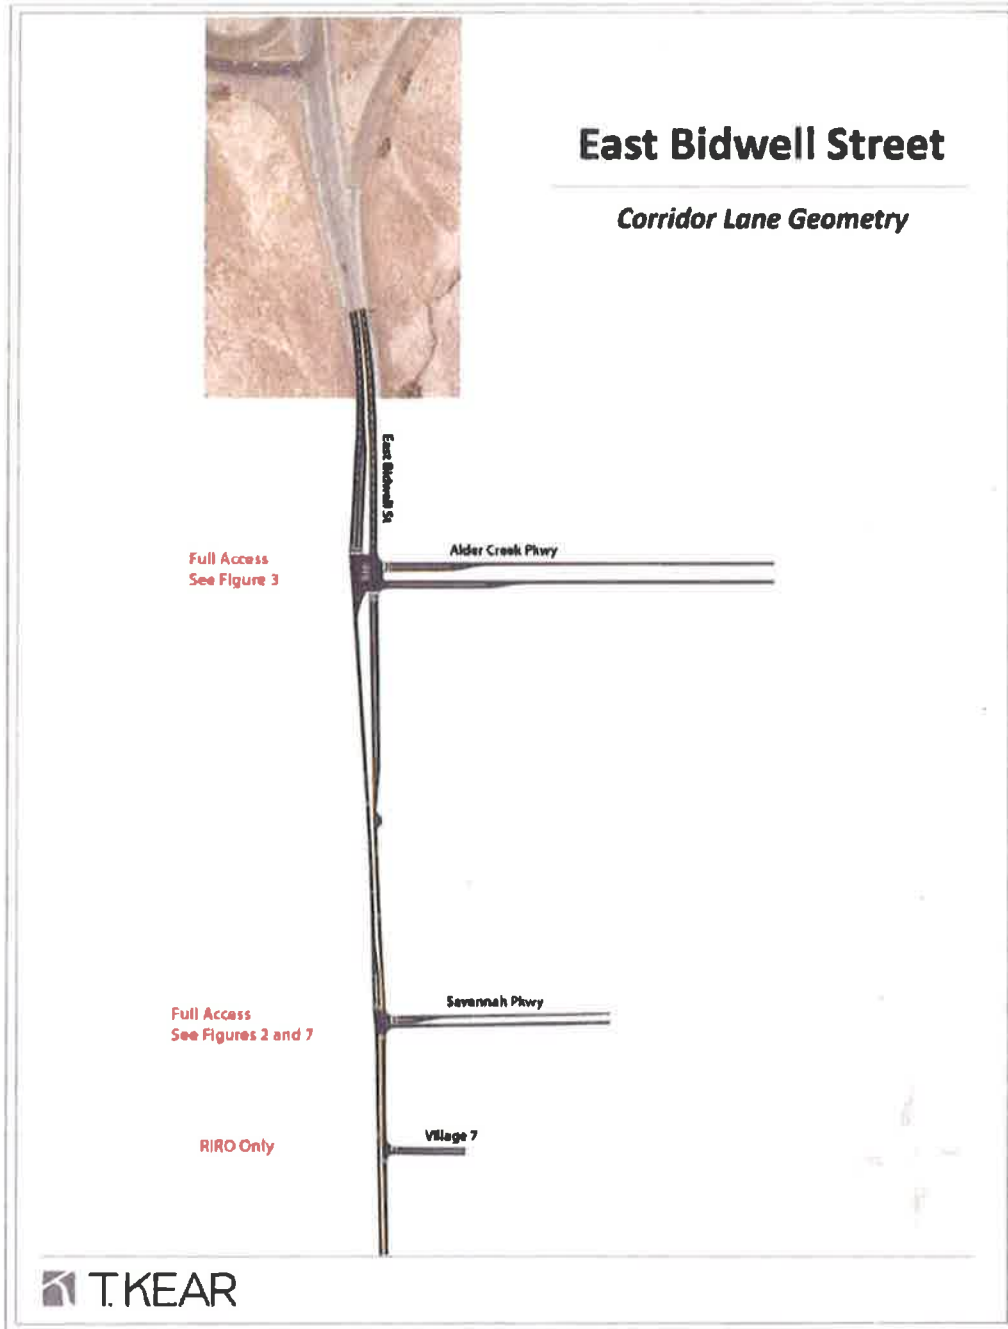 East Bidwell Street
Corridor Lane Geometry
East Bidwell St
Full Access
See Figure 3
Alder Creek Pkwy
Full Access
See Figures 2 and 7
Savannah Pkwy
RIRO Only
Village 7
T.KEAR